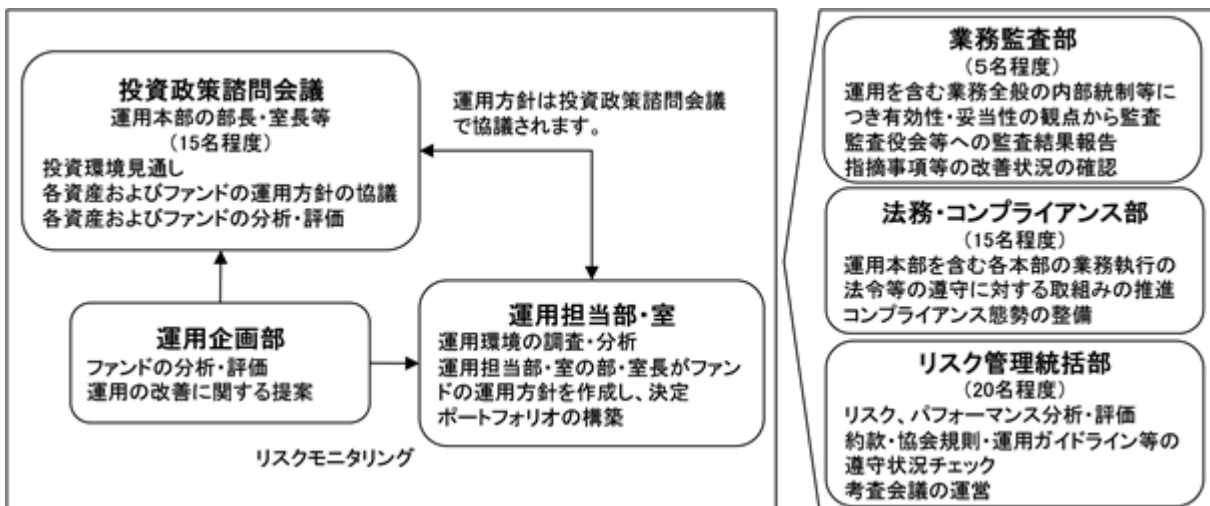 投資政策諮問会議
運用本部の部長・室長等
(15名程度)
投資環境見通し
各資産およびファンドの運用方針の協議
各資産およびファンドの分析・評価
運用方針は投資政策諮問会議
で協議されます。
運用企画部
ファンドの分析・評価
運用の改善に関する提案
運用担当部・室
運用環境の調査・分析
運用担当部・室の部・室長がファン
ドの運用方針を作成し、決定
ポートフォリオの構築
リスクモニタリング
業務監査部
(5名程度)
運用を含む業務全般の内部統制等に
つき有効性・妥当性の観点から監査
監査役会等への監査結果報告
指摘事項等の改善状況の確認
法務・コンプライアンス部
(15名程度)
運用本部を含む各本部の業務執行の
法令等の遵守に対する取組みの推進
コンプライアンス態勢の整備
リスク管理統括部
(20名程度)
リスク、パフォーマンス分析・評価
約款・協会規則・運用ガイドライン等の
遵守状況チェック
考査会議の運営